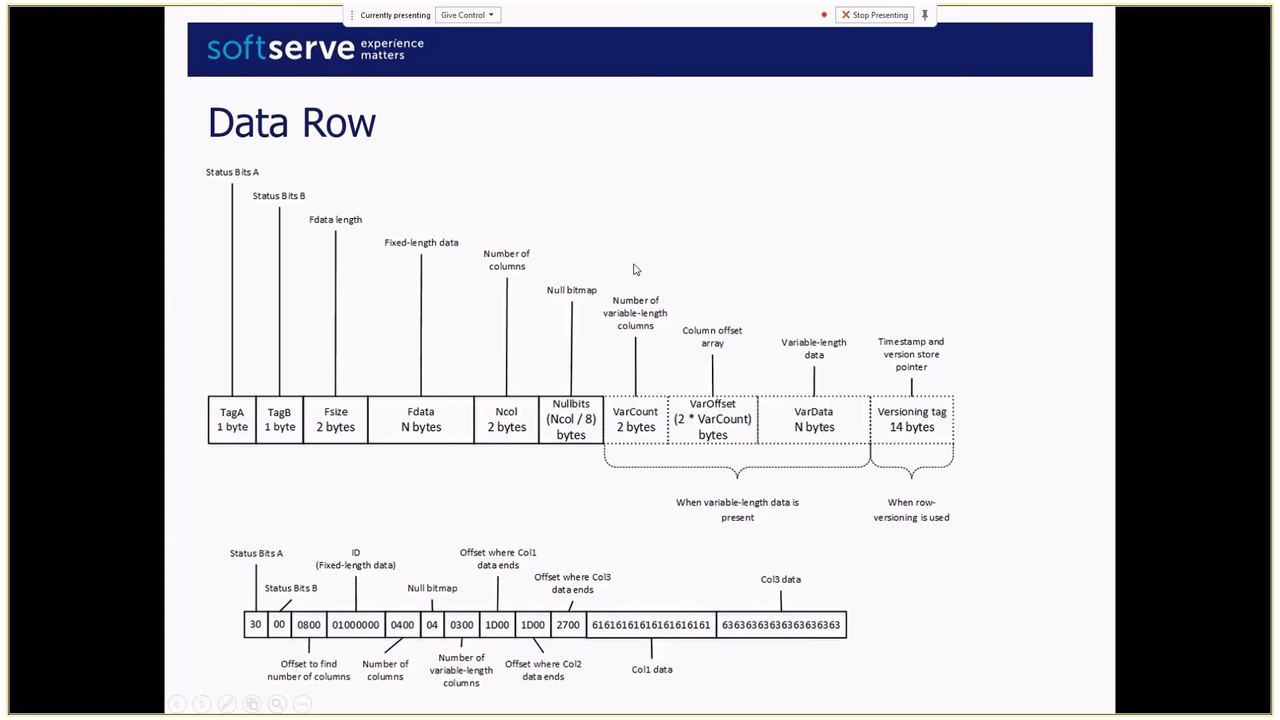 Currently presenting
Give Control
Stop Presenting
softserve experience
matters
Data Row
Status Bits A
Status Bits B
Fdata length
Fixed-length data
Number of
columns
Null bitmap
Number of
variable-length
columns
Column offset
array
Variable-length
data
Timestamp and
version store
pointer
TagA
1 byte
TagB
1 byte
Fsize
2 bytes
Fdata
N bytes
Ncol
2 bytes
Nullbits
(Ncol / 8)
bytes
VarCount
2 bytes
VarOffset
(2 * VarCount)
bytes
VarData
N bytes
Versioning tag
14 bytes
When variable-length data is
present
When row-
versioning is used
Status Bits A
Status Bits B
ID
(Fixed-length data)
Null bitmap
Offset where Col1
data ends
Offset where Col3
data ends
Col3 data
30 00 0800 01000000 0400 04 0300 1D00 1D00 2700 61616161616161616161 63636363636363636363
Offset to find
number of columns
Number of
columns
Number of
variable-length
columns
Offset where Col2
data ends
Col1 data